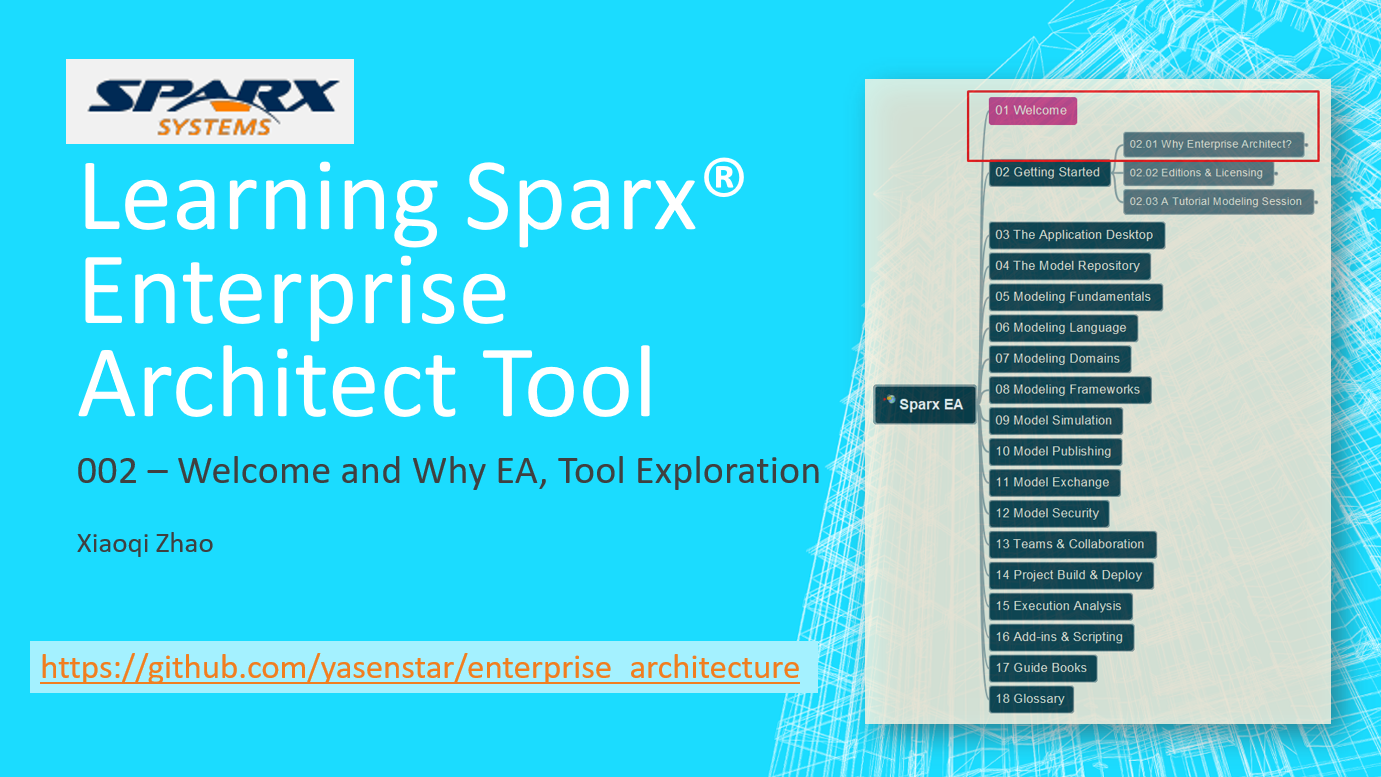 SPARX
SYSTEMS
Learning Sparx®
Enterprise
Architect Tool
002 – Welcome and Why EA, Tool Exploration
Xiaoqi Zhao
https://github.com/yasenstar/enterprise_architecture
Sparx EA
01 Welcome
02 Getting Started
02.01 Why Enterprise Architect?
02.02 Editions & Licensing
02.03 A Tutorial Modeling Session
03 The Application Desktop
04 The Model Repository
05 Modeling Fundamentals
06 Modeling Language
07 Modeling Domains
08 Modeling Frameworks
09 Model Simulation
10 Model Publishing
11 Model Exchange
12 Model Security
13 Teams & Collaboration
14 Project Build & Deploy
15 Execution Analysis
16 Add-ins & Scripting
17 Guide Books
18 Glossary